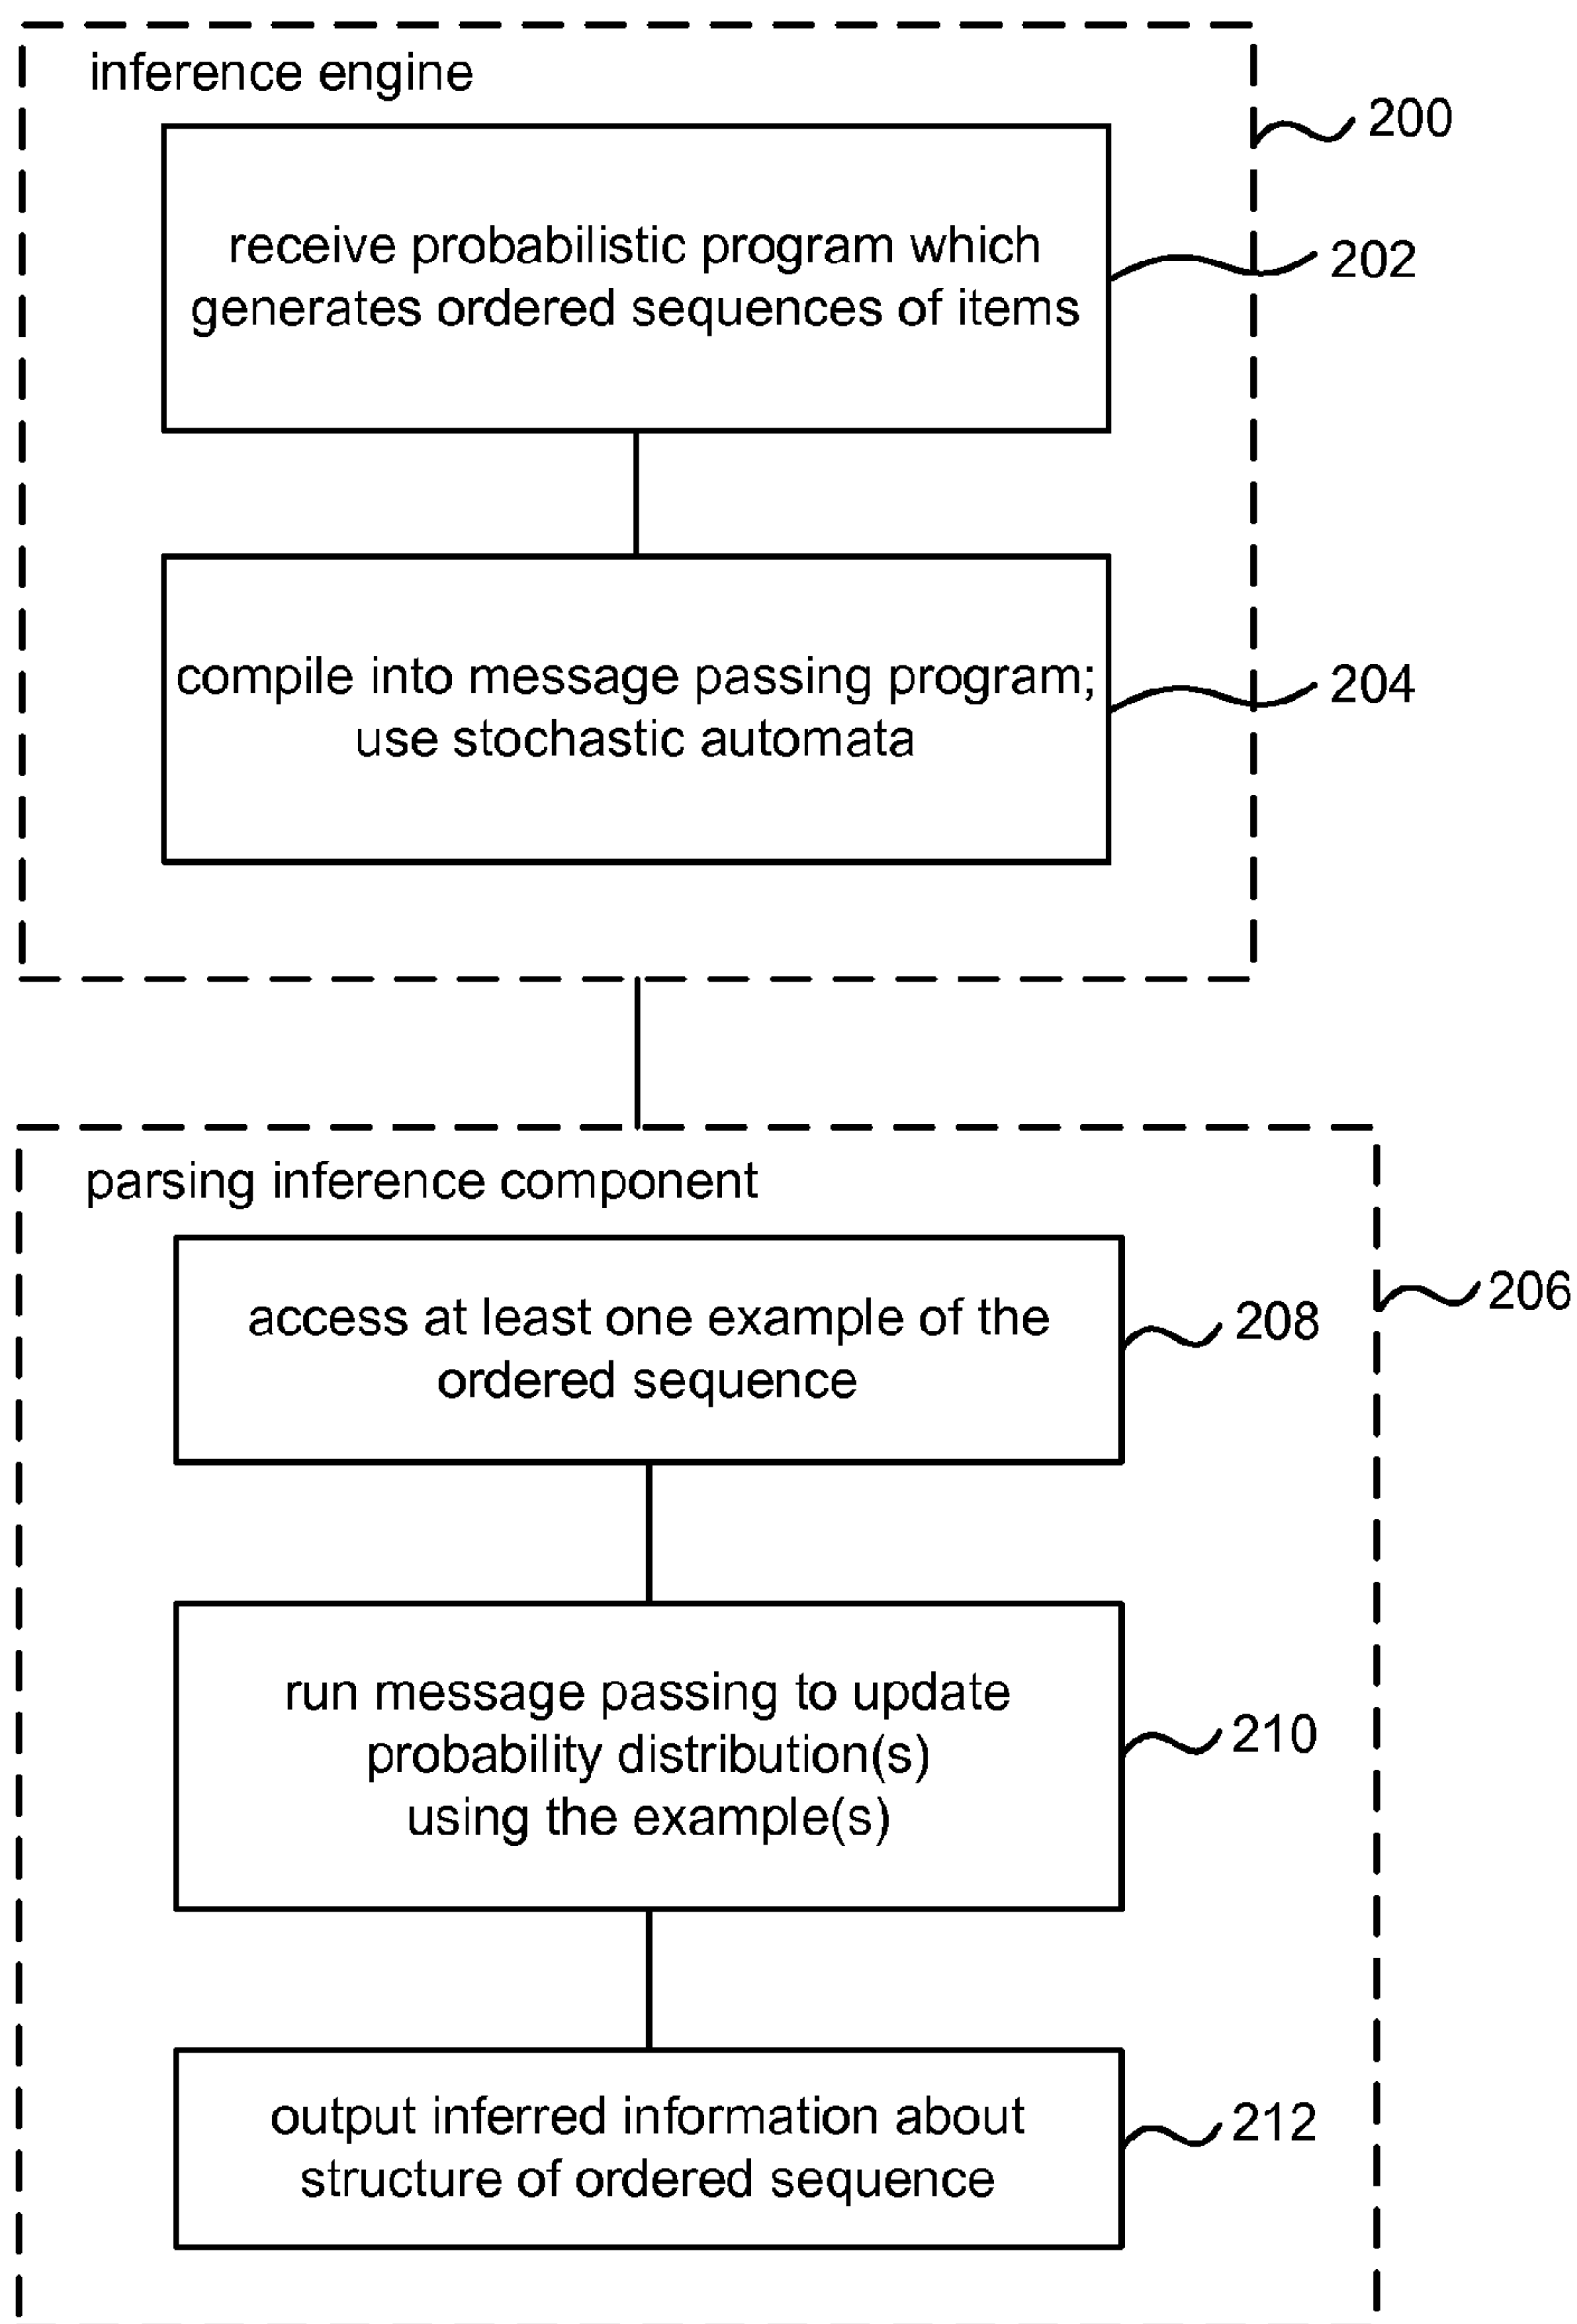 inference engine
200
receive probabilistic program which
generates ordered sequences of items
202
compile into message passing program;
use stochastic automata
204
parsing inference component
206
access at least one example of the
ordered sequence
208
run message passing to update
probability distribution(s)
using the example(s)
210
output inferred information about
structure of ordered sequence
212